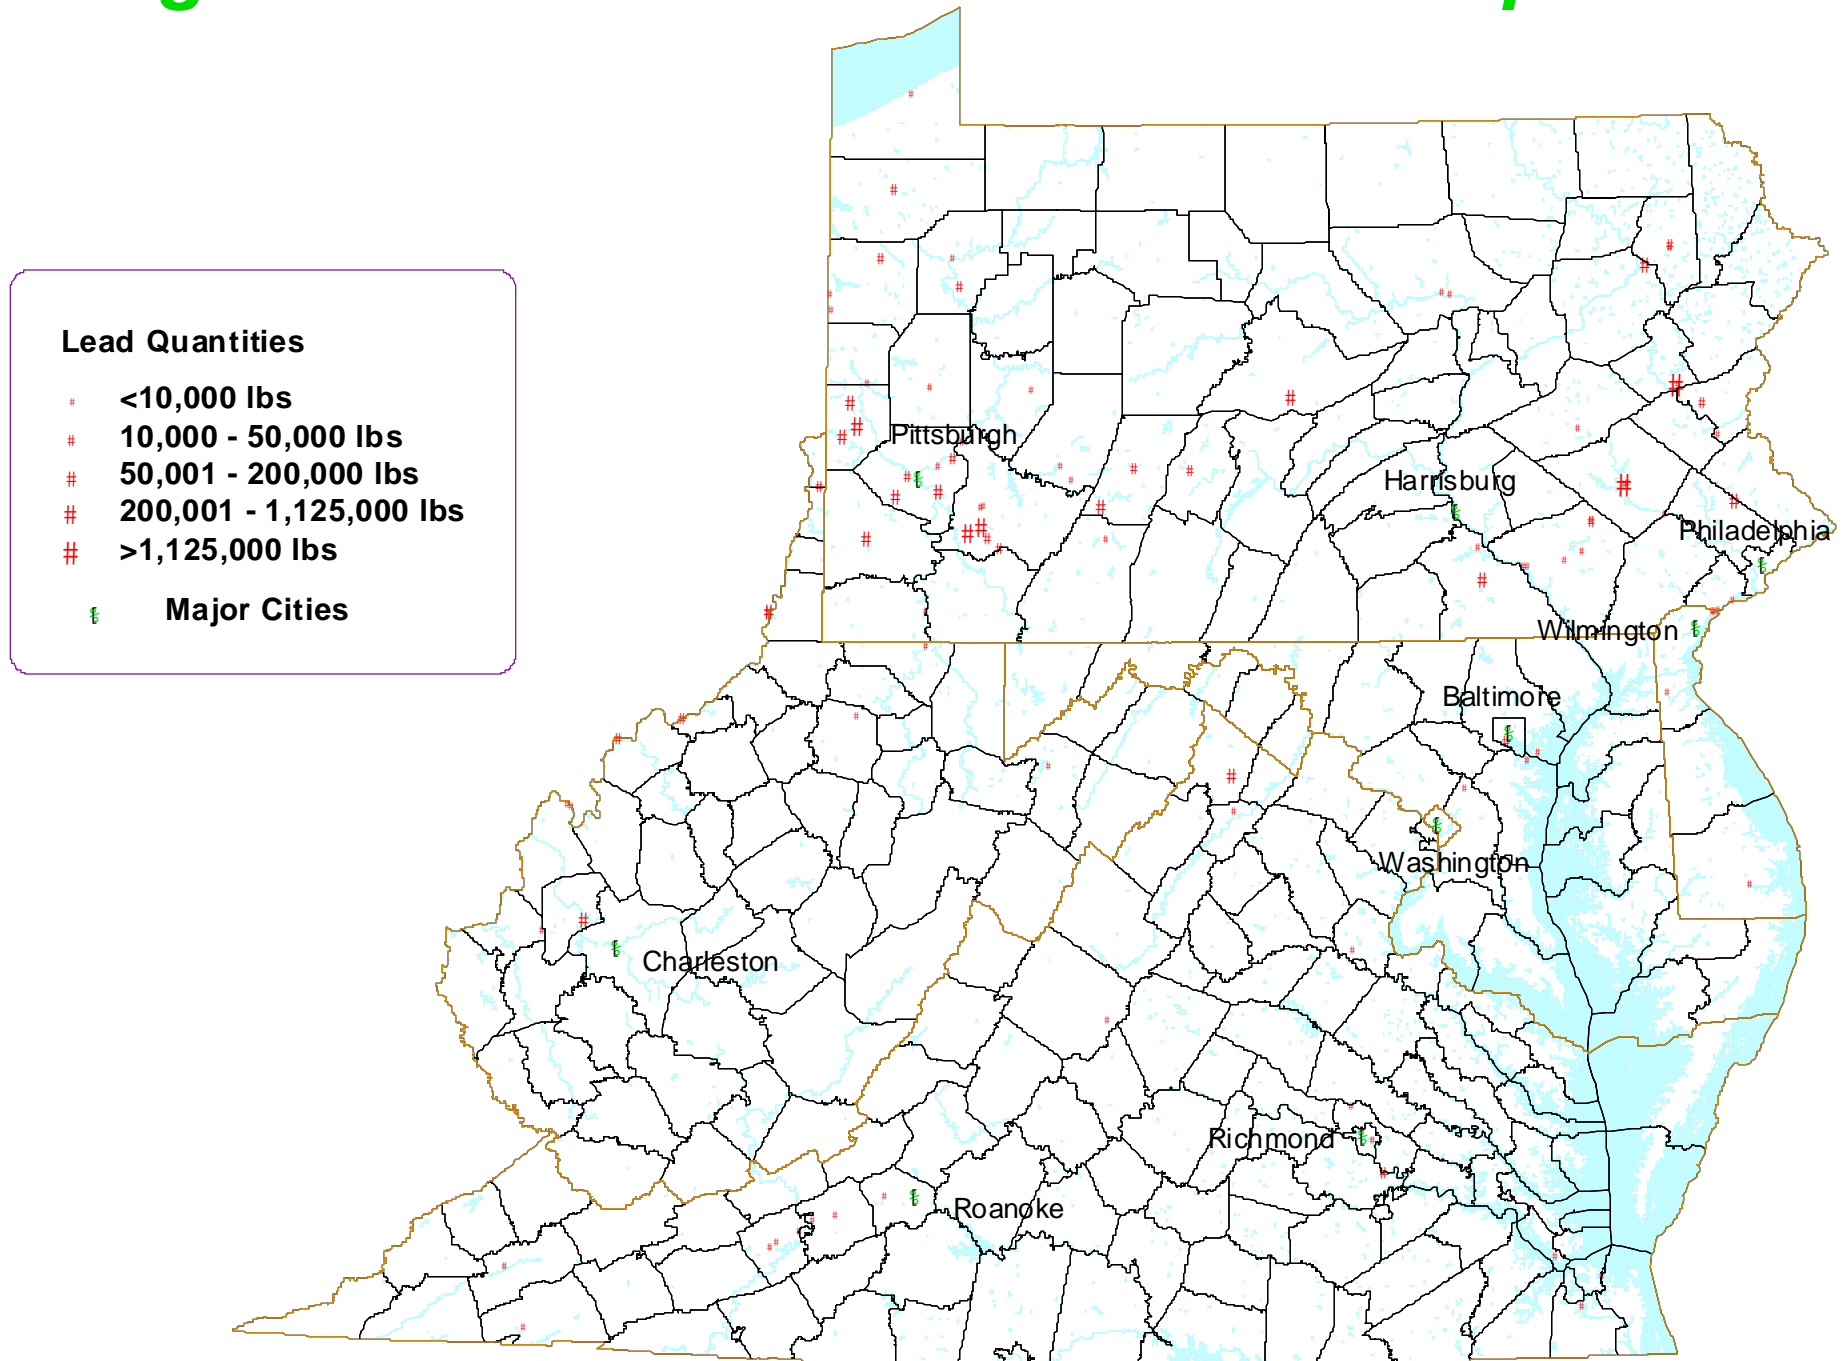 Lead Quantities
# <10,000 lbs
# 10,000 - 50,000 lbs
# 50,001 - 200,000 lbs
# 200,001 - 1,125,000 lbs
# >1,125,000 lbs
Major Cities
Pittsburgh
Harrisburg
Philadelphia
Wilmington
Baltimore
Washington
Charleston
Richmond
Roanoke